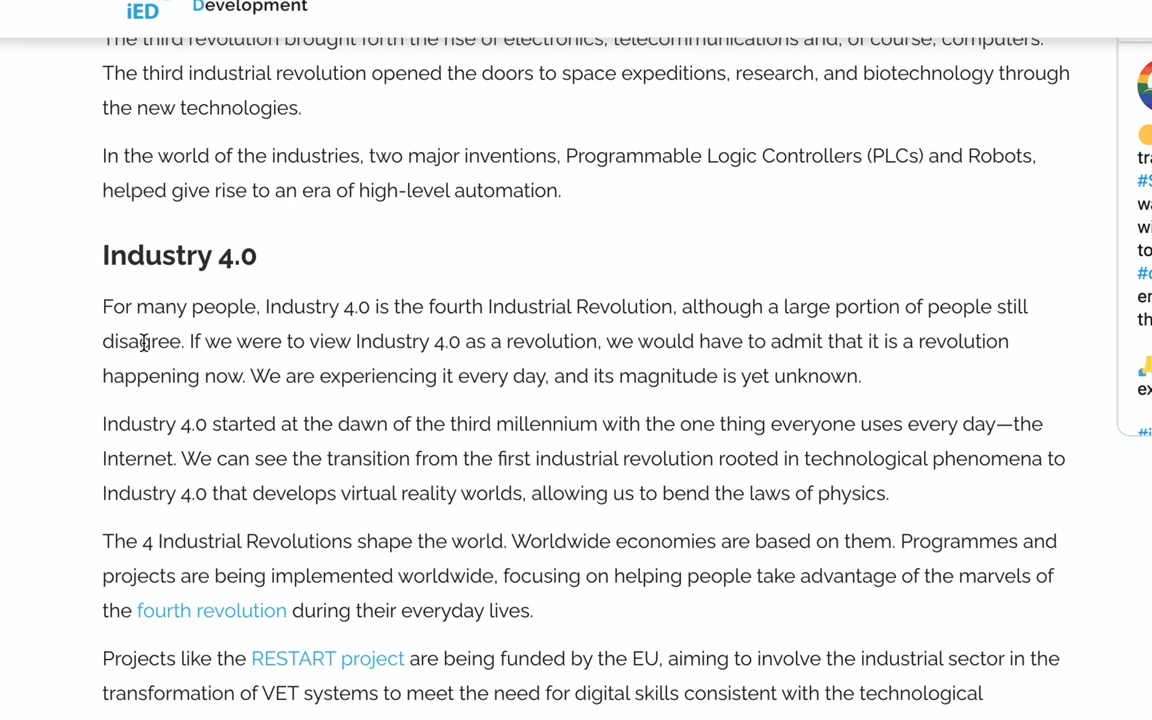 iED
Development
The third revolution brought forth the rise of electronics, telecommunications and, of course, computers.
The third industrial revolution opened the doors to space expeditions, research, and biotechnology through
the new technologies.
In the world of the industries, two major inventions, Programmable Logic Controllers (PLCs) and Robots,
helped give rise to an era of high-level automation.
Industry 4.0
For many people, Industry 4.0 is the fourth Industrial Revolution, although a large portion of people still
disagree. If we were to view Industry 4.0 as a revolution, we would have to admit that it is a revolution
happening now. We are experiencing it every day, and its magnitude is yet unknown.
Industry 4.0 started at the dawn of the third millennium with the one thing everyone uses every day—the
Internet. We can see the transition from the first industrial revolution rooted in technological phenomena to
Industry 4.0 that develops virtual reality worlds, allowing us to bend the laws of physics.
The 4 Industrial Revolutions shape the world. Worldwide economies are based on them. Programmes and
projects are being implemented worldwide, focusing on helping people take advantage of the marvels of
the fourth revolution during their everyday lives.
Projects like the RESTART project are being funded by the EU, aiming to involve the industrial sector in the
transformation of VET systems to meet the need for digital skills consistent with the technological
to